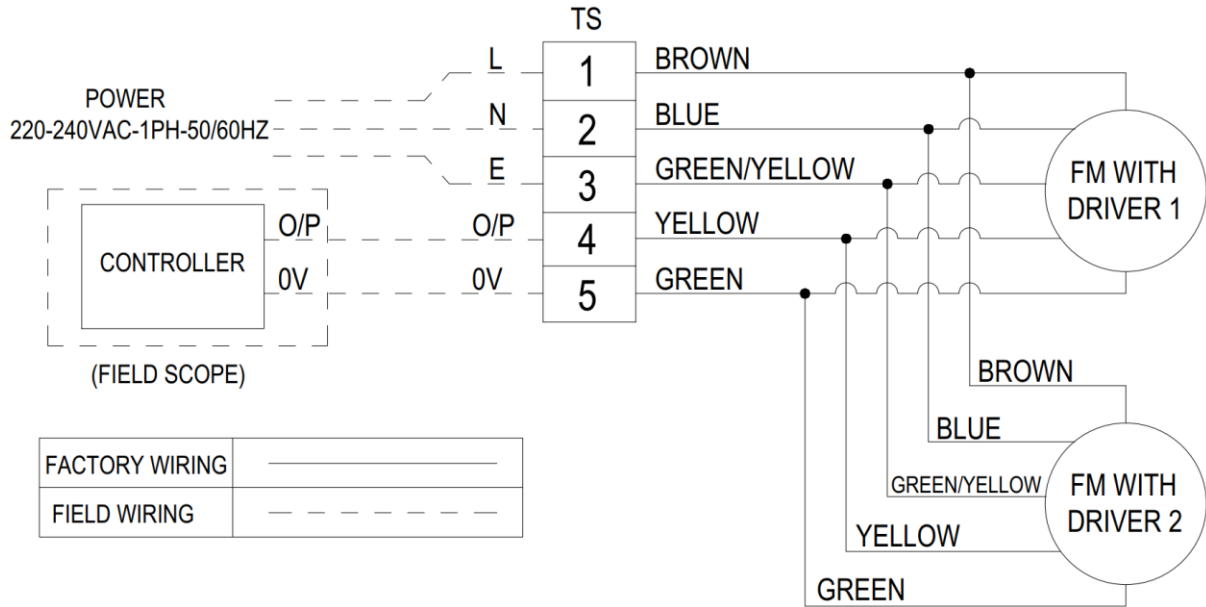 TS
L
1
BROWN
POWER
220-240VAC-1PH-50/60HZ
N
2
BLUE
E
3
GREEN/YELLOW
FM WITH
DRIVER 1
CONTROLLER
O/P
O/P
4
YELLOW
0V
0V
5
GREEN
(FIELD SCOPE)
BROWN
BLUE
GREEN/YELLOW
FM WITH
DRIVER 2
YELLOW
GREEN
FACTORY WIRING
FIELD WIRING